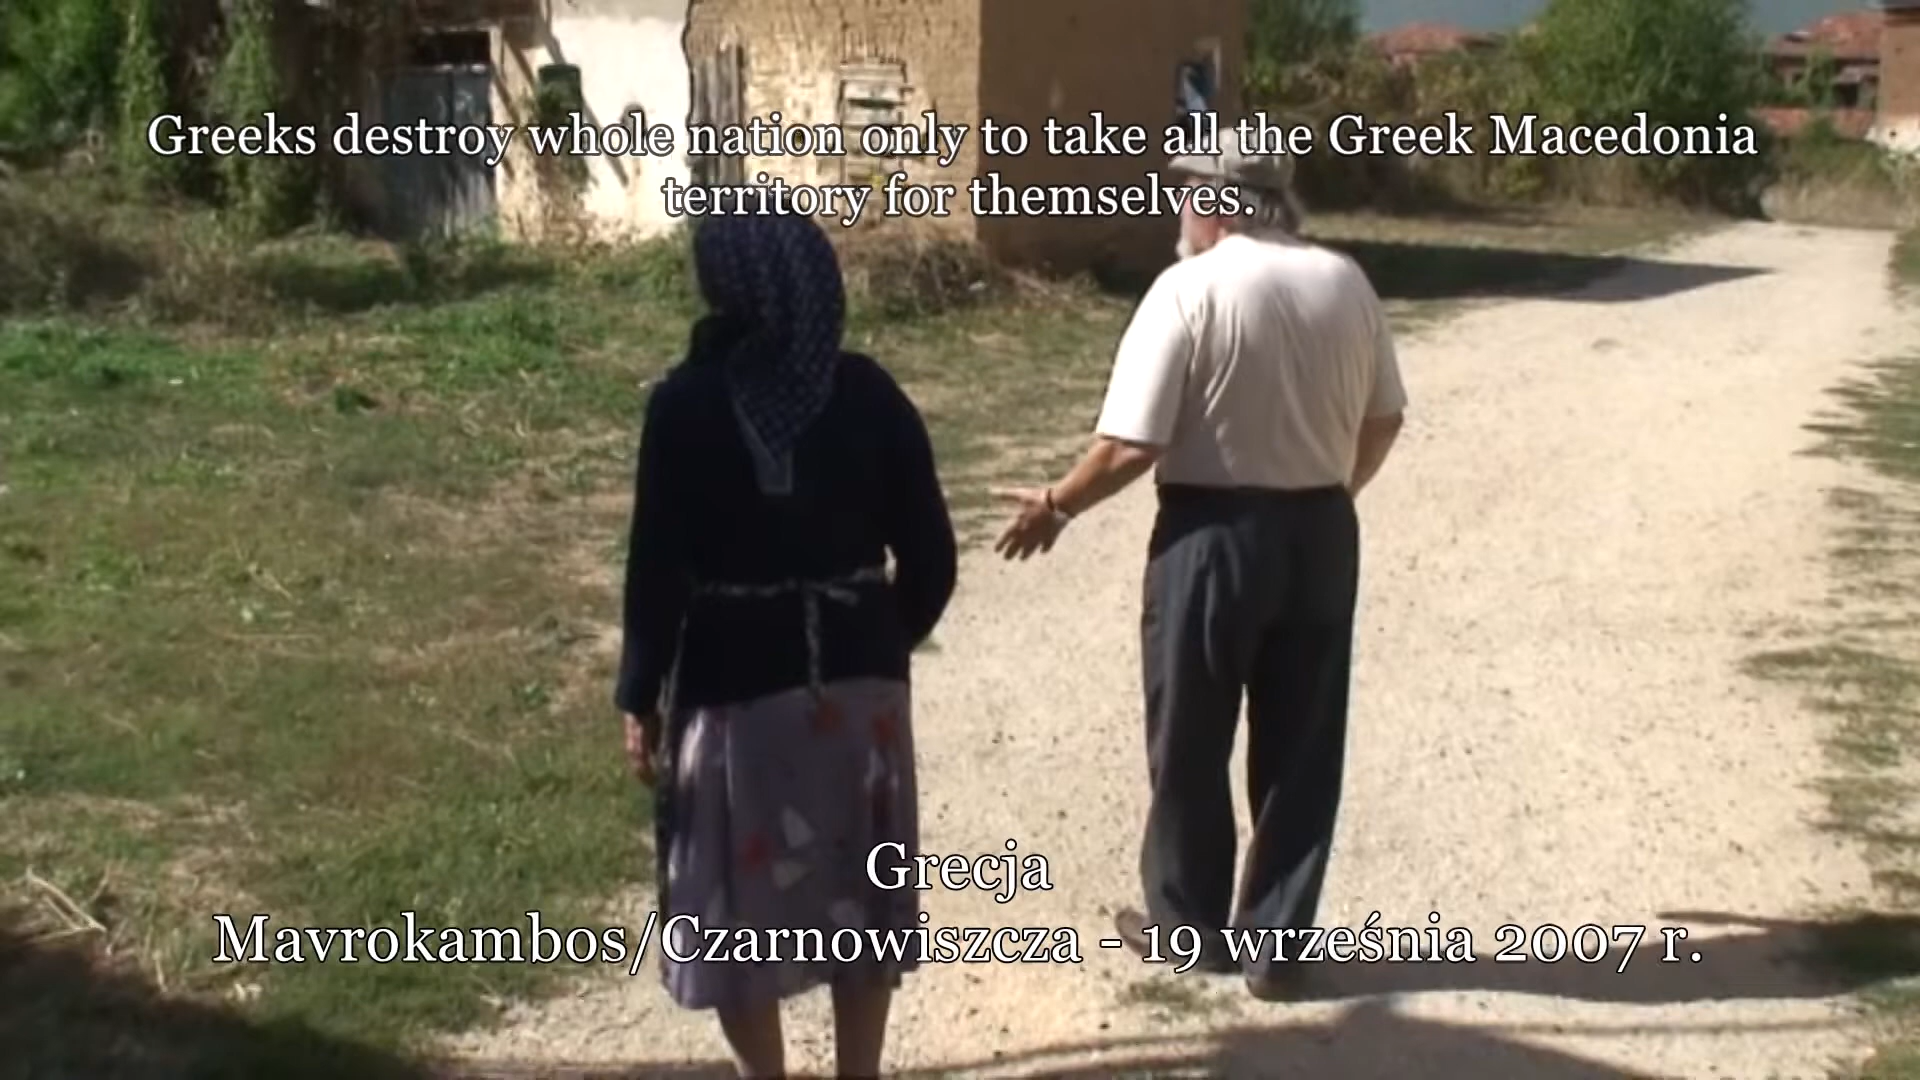 Greeks destroy whole nation only to take all the Greek Macedonia
territory for themselves.
Grecja
Mavrokambos/Czarnowiszcza - 19 września 2007 r.